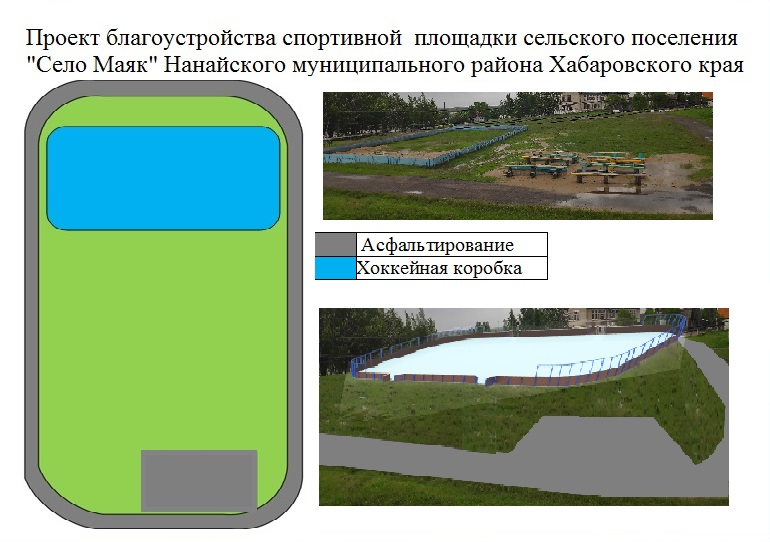 Проект благоустройства спортивной площадки сельского поселения
"Село Маяк" Нанайского муниципального района Хабаровского края
Асфальтирование
Хоккейная коробка